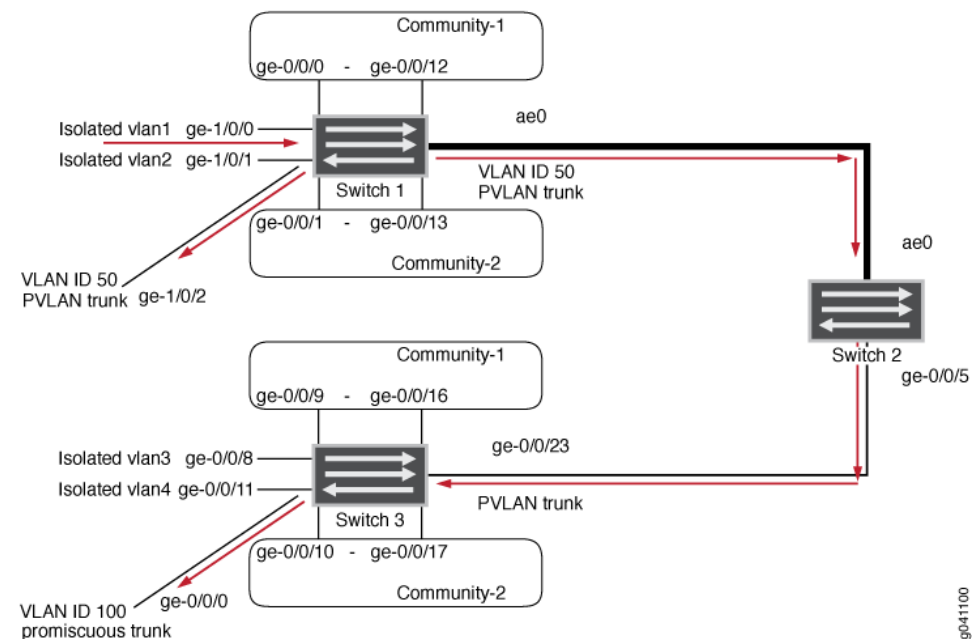 Community-1
ge-0/0/0 - ge-0/0/12
ae0
Isolated vlan1 ge-1/0/0
Isolated vlan2 ge-1/0/1
VLAN ID 50
PVLAN trunk
Switch 1
ge-0/0/1 - ge-0/0/13
Community-2
ae0
VLAN ID 50
PVLAN trunk ge-1/0/2
Switch 2
ge-0/0/5
Community-1
ge-0/0/9 - ge-0/0/16
ge-0/0/23
Isolated vlan3 ge-0/0/8
Isolated vlan4 ge-0/0/11
PVLAN trunk
Switch 3
ge-0/0/10 - ge-0/0/17
Community-2
ge-0/0/0
VLAN ID 100
promiscuous trunk
g041100